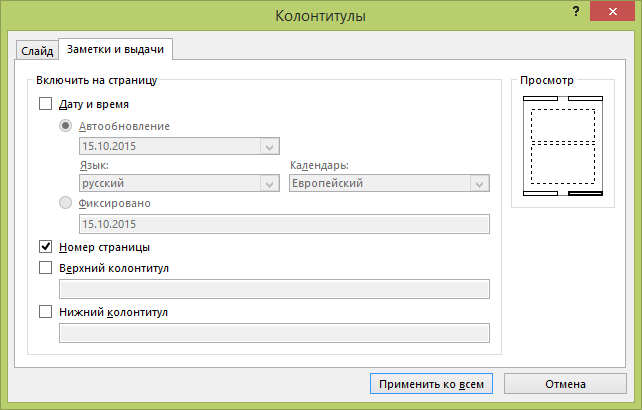 Колонтитулы
? ×
Слайд Заметки и выдачи
Включить на страницу
Просмотр
Дату и время
Автообновление
15.10.2015
Язык: Календарь:
русский Европейский
Фиксировано
15.10.2015
Номер страницы
Верхний колонтитул
Нижний колонтитул
Применить ко всем Отмена